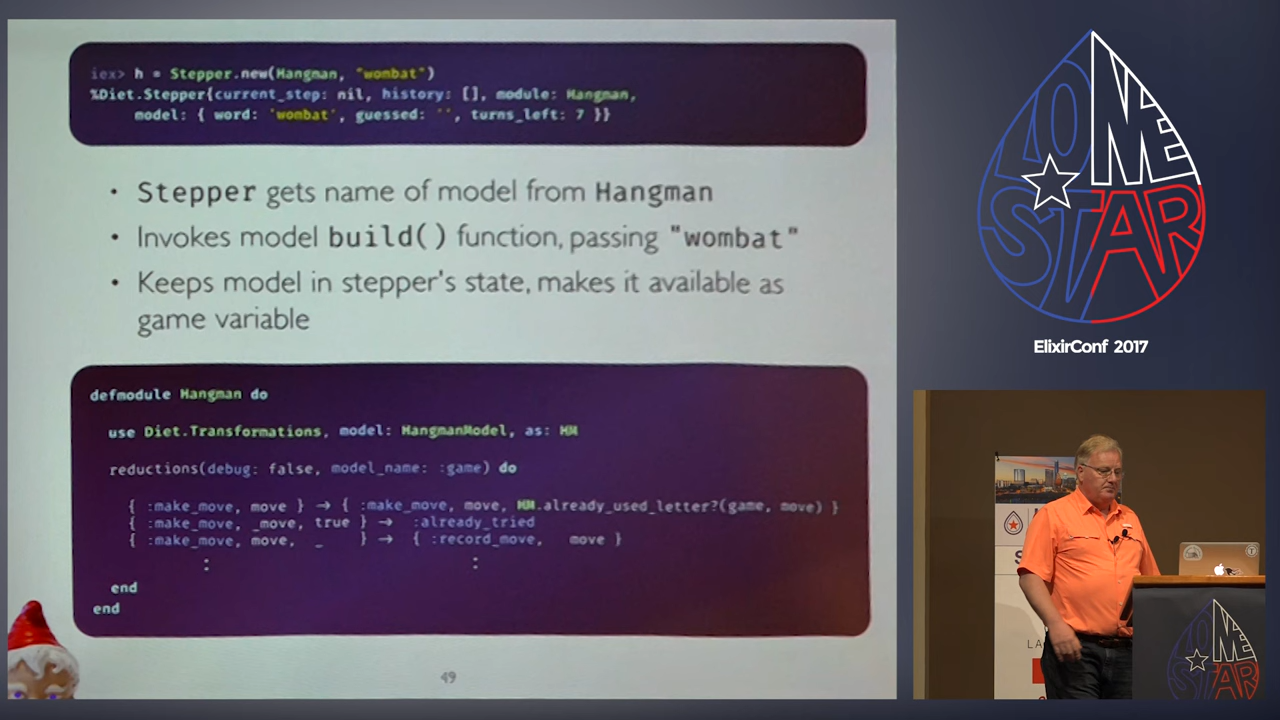 iex> h = Stepper.new(Hangman, "wombat")
%Diet.Stepper{current_step: nil, history: [], module: Hangman,
model: { word: 'wombat', guessed: '', turns_left: 7 }}
• Stepper gets name of model from Hangman
• Invokes model build() function, passing "wombat"
• Keeps model in stepper's state, makes it available as
game variable
defmodule Hangman do
use Diet.Transformations, model: HangmanModel, as: HM
reductions(debug: false, model_name: :game) do
{ :make_move, move } → { :make_move, move, HM.already_used_letter?(game, move) }
{ :make_move, _move, true } → :already_tried
{ :make_move, move, _ } → { :record_move, move }
: :
end
end
49
LONE
STAR
ElixirConf 2017
LONE
STAR